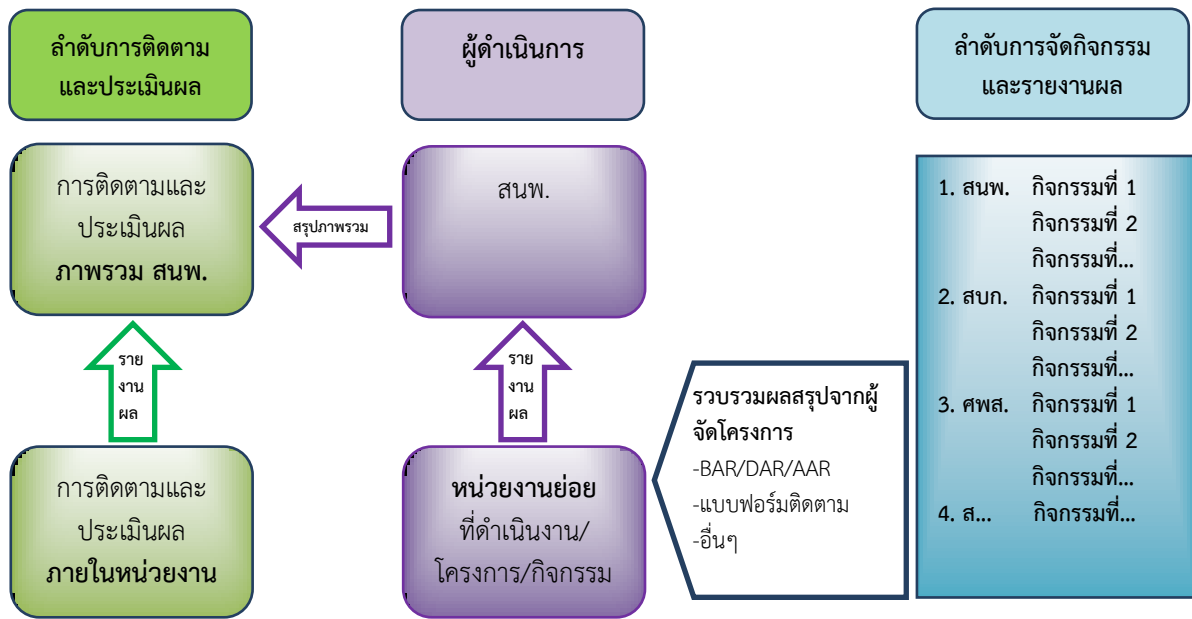 ลำดับการติดตาม
และประเมินผล
ผู้ดำเนินการ
ลำดับการจัดกิจกรรม
และรายงานผล
การติดตามและ
ประเมินผล
ภาพรวม สนพ.
สรุปภาพรวม
สนพ.
ราย
งาน
ผล
ราย
งาน
ผล
การติดตามและ
ประเมินผล
ภายในหน่วยงาน
หน่วยงานย่อย
ที่ดำเนินงาน/
โครงการ/กิจกรรม
รวบรวมผลสรุปจากผู้
จัดโครงการ
-BAR/DAR/AAR
-แบบฟอร์มติดตาม
-อื่นๆ
1. สนพ. กิจกรรมที่ 1
กิจกรรมที่ 2
กิจกรรมที่...
2. สบก. กิจกรรมที่ 1
กิจกรรมที่ 2
กิจกรรมที่...
3. ศพส. กิจกรรมที่ 1
กิจกรรมที่ 2
กิจกรรมที่...
4. ส... กิจกรรมที่...